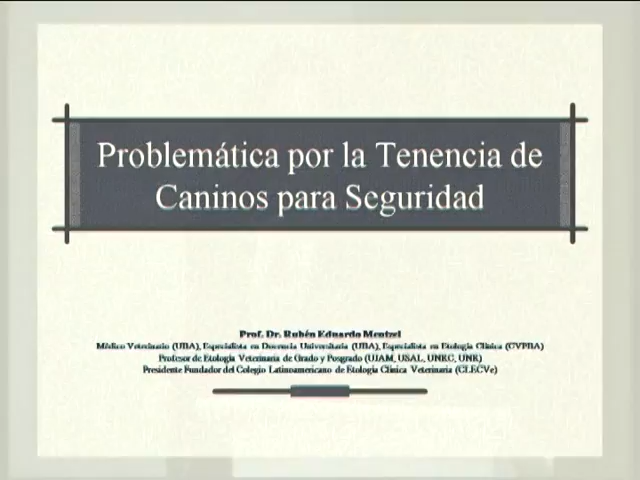 Problemática por la Tenencia de
Caninos para Seguridad
Prof. Dr. Rubén Eduardo Mentzel
Médico Veterinario (UBA), Especialista en Docencia Universitaria (UBA), Especialista en Etología Clínica (CVPBA)
Profesor de Etología Veterinaria de Grado y Posgrado (UJAM, USAL, UNRC, UNR)
Presidente Fundador del Colegio Latinoamericano de Etología Clínica Veterinaria (CLECVe)